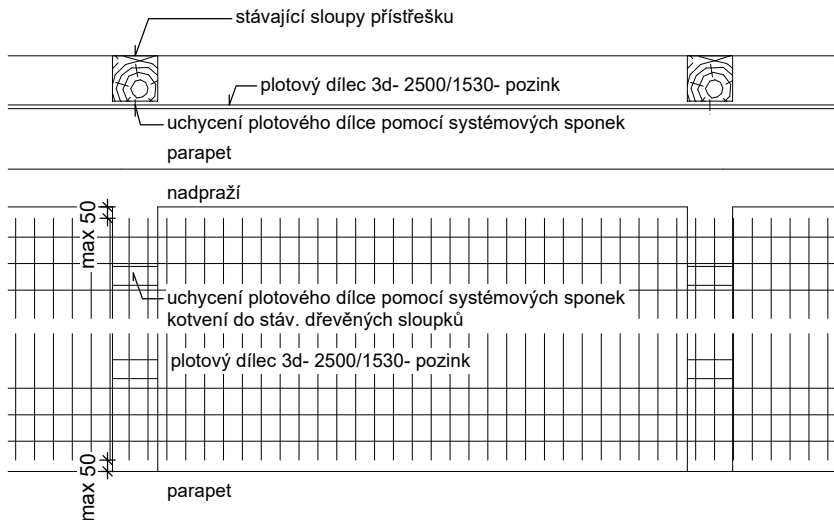 stávající sloupy přístřešku
plotový dílec 3d- 2500/1530- pozink
uchycení plotového dílce pomocí systémových sponek
parapet
nadpraží
max 50
uchycení plotového dílce pomocí systémových sponek
kotvení do stáv. dřevěných sloupků
plotový dílec 3d- 2500/1530- pozink
max 50
parapet